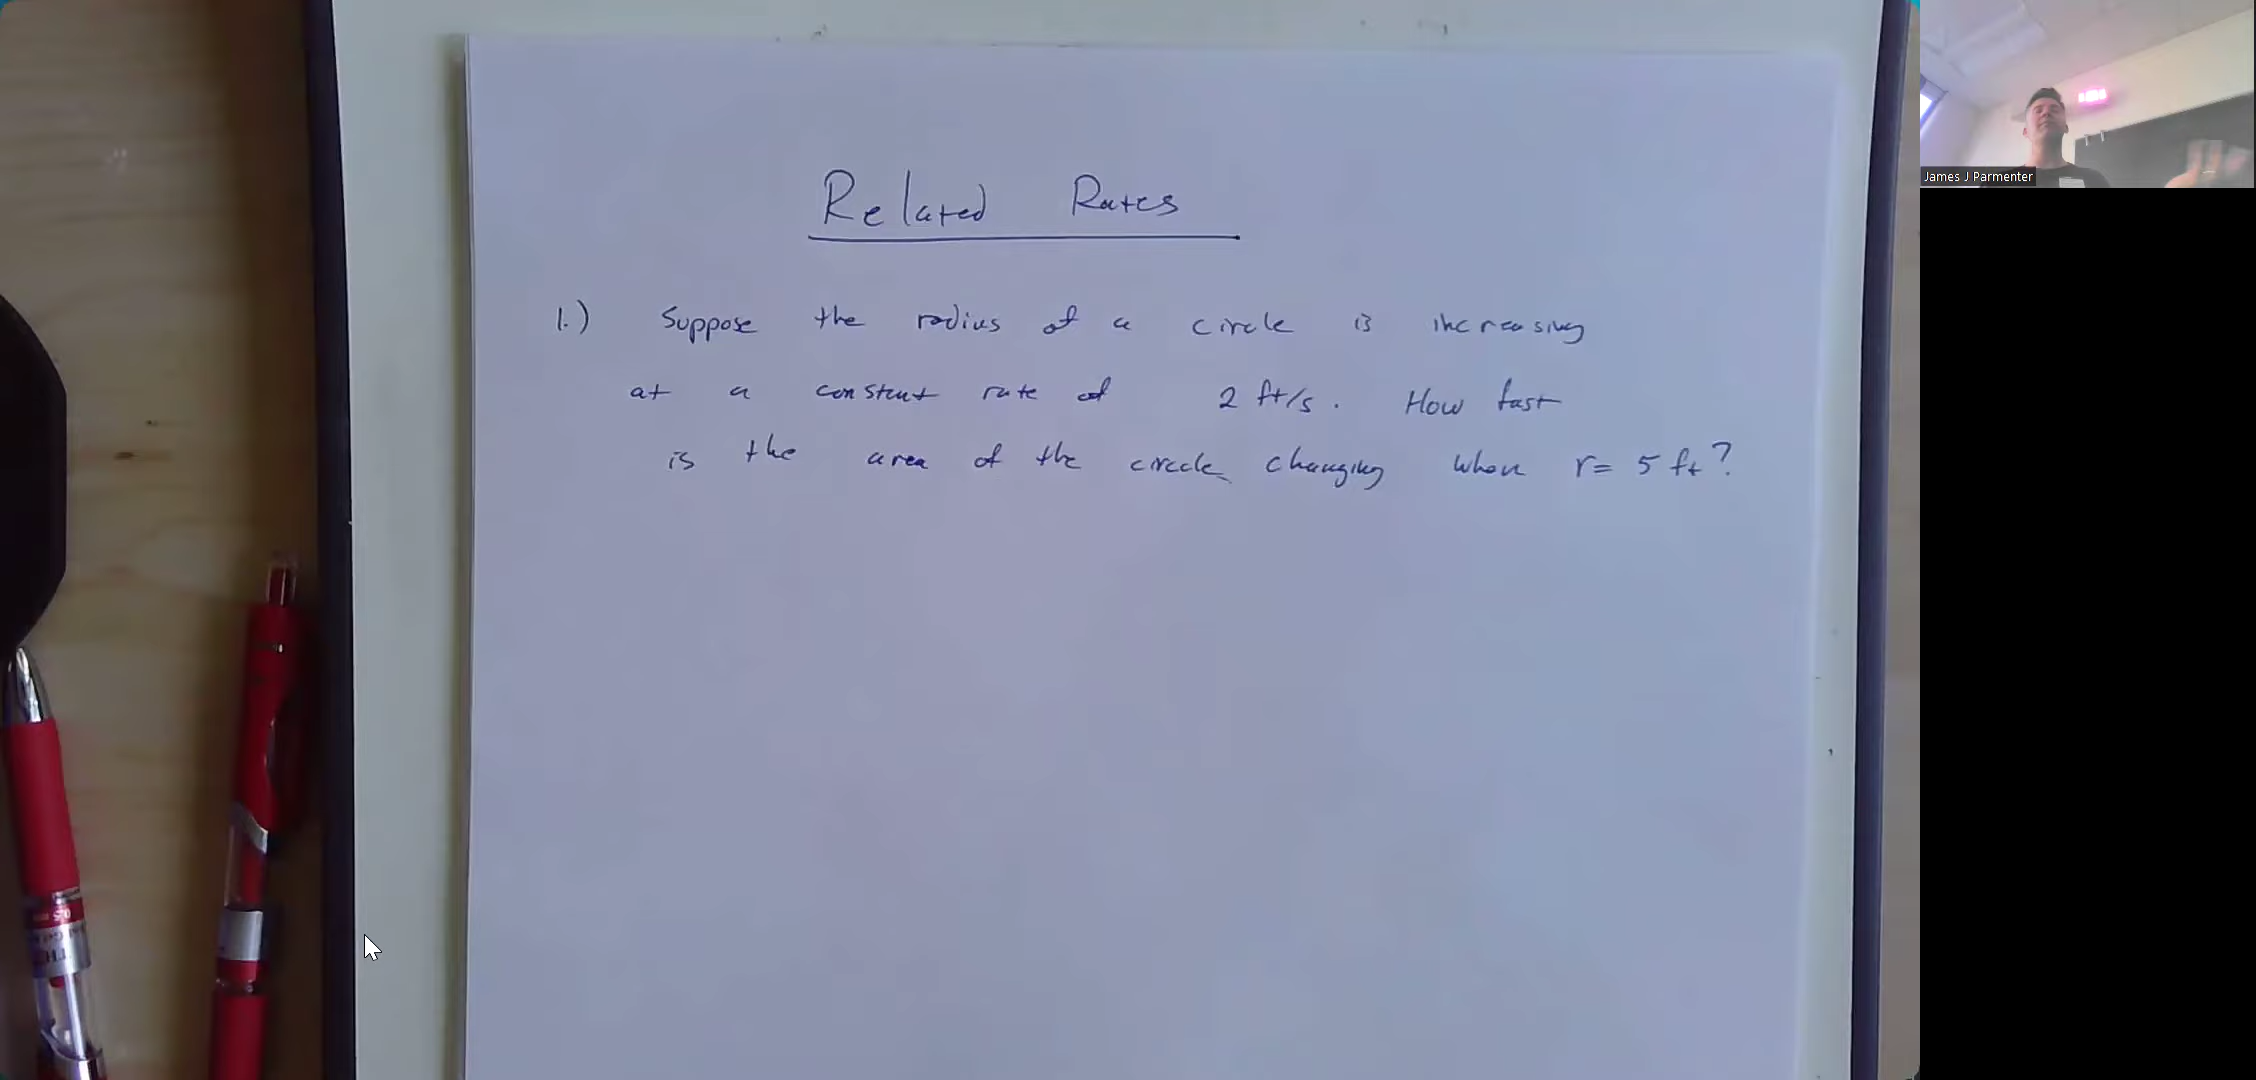 Related Rates
1.) Suppose the radius of a circle is increasing
at a constant rate of 2 ft/s. How fast
is the area of the circle changing when r= 5 ft?
James J Parmenter